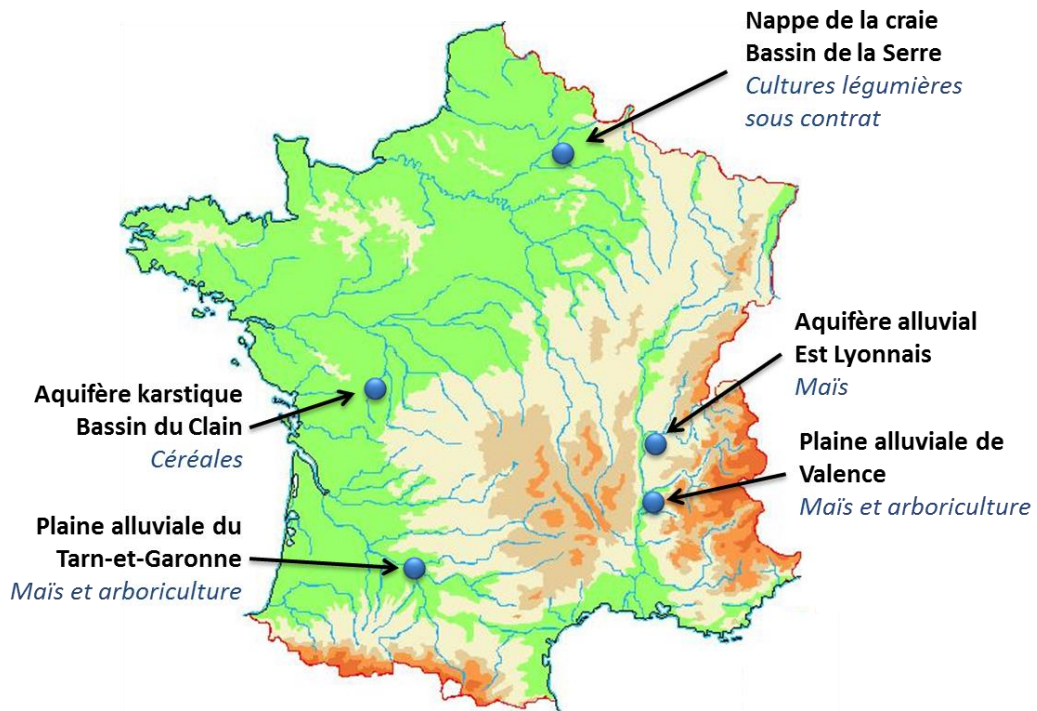 Nappe de la craie
Bassin de la Serre
Cultures légumières
sous contrat
Aquifère alluvial
Est Lyonnais
Maïs
Aquifère karstique
Bassin du Clain
Céréales
Plaine alluviale de
Valence
Maïs et arboriculture
Plaine alluviale du
Tarn-et-Garonne
Maïs et arboriculture